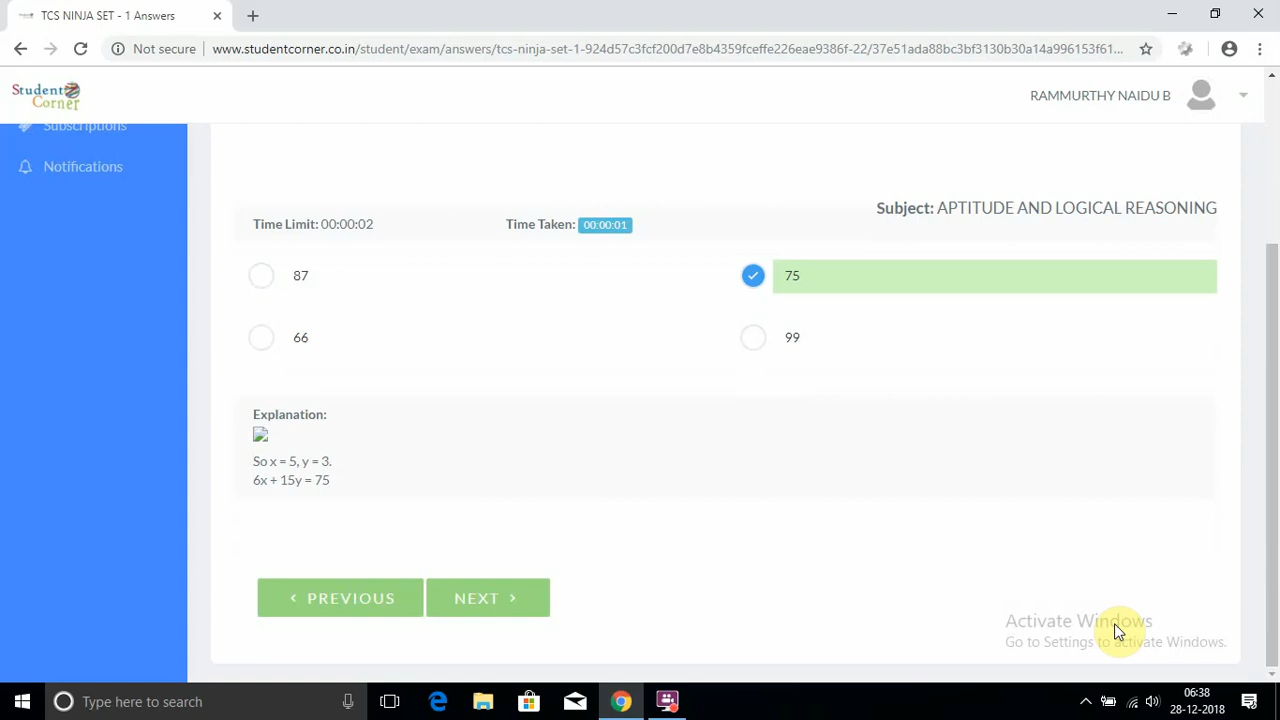 TCS NINJA SET - 1 Answers
Not secure www.studentcorner.co.in/student/exam/answers/tcs-ninja-set-1-924d57c3fcf200d7e8b4359fceffe226eae9386f-22/37e51ada88bc3bf3130b30a14a996153f61...
Student Corner
RAMMURTHY NAIDU B
Subscriptions
Notifications
Subject: APTITUDE AND LOGICAL REASONING
Time Limit: 00:00:02 Time Taken: 00:00:01
87 75
66 99
Explanation:
So x = 5, y = 3.
6x + 15y = 75
PREVIOUS NEXT
Activate Windows
Go to Settings to activate Windows.
Type here to search
06:38
28-12-2018